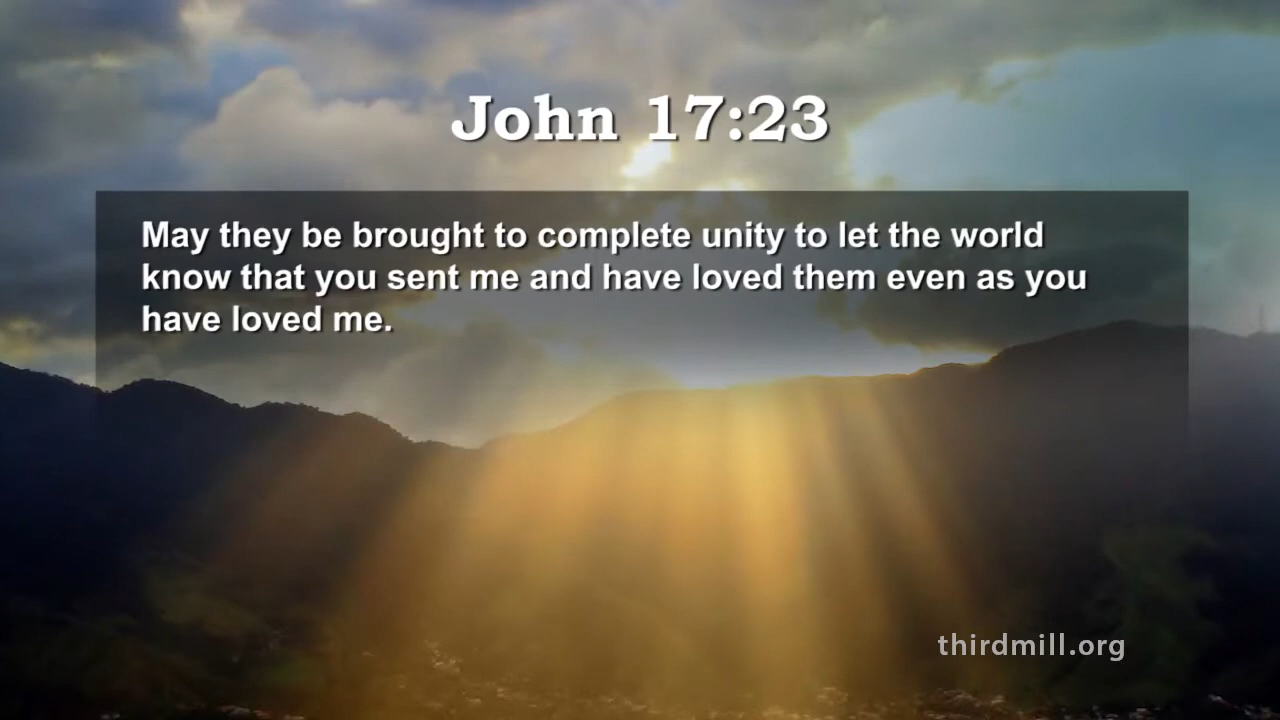 John 17:23
May they be brought to complete unity to let the world
know that you sent me and have loved them even as you
have loved me.
thirdmill.org